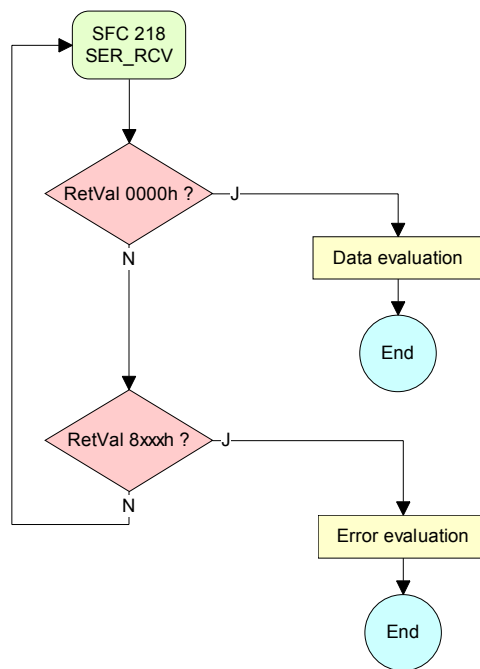 SFC 218
SER_RCV
RetVal 0000h ?
J
N
Data evaluation
End
RetVal 8xxxh ?
J
N
Error evaluation
End